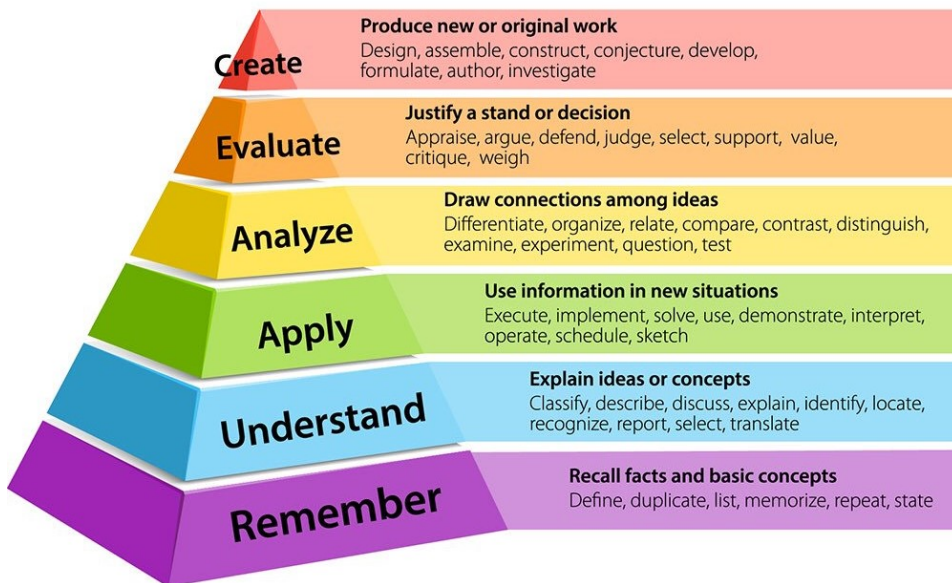 Create
Produce new or original work
Design, assemble, construct, conjecture, develop,
formulate, author, investigate
Evaluate
Justify a stand or decision
Appraise, argue, defend, judge, select, support, value,
critique, weigh
Analyze
Draw connections among ideas
Differentiate, organize, relate, compare, contrast, distinguish,
examine, experiment, question, test
Apply
Use information in new situations
Execute, implement, solve, use, demonstrate, interpret,
operate, schedule, sketch
Understand
Explain ideas or concepts
Classify, describe, discuss, explain, identify, locate,
recognize, report, select, translate
Remember
Recall facts and basic concepts
Define, duplicate, list, memorize, repeat, state